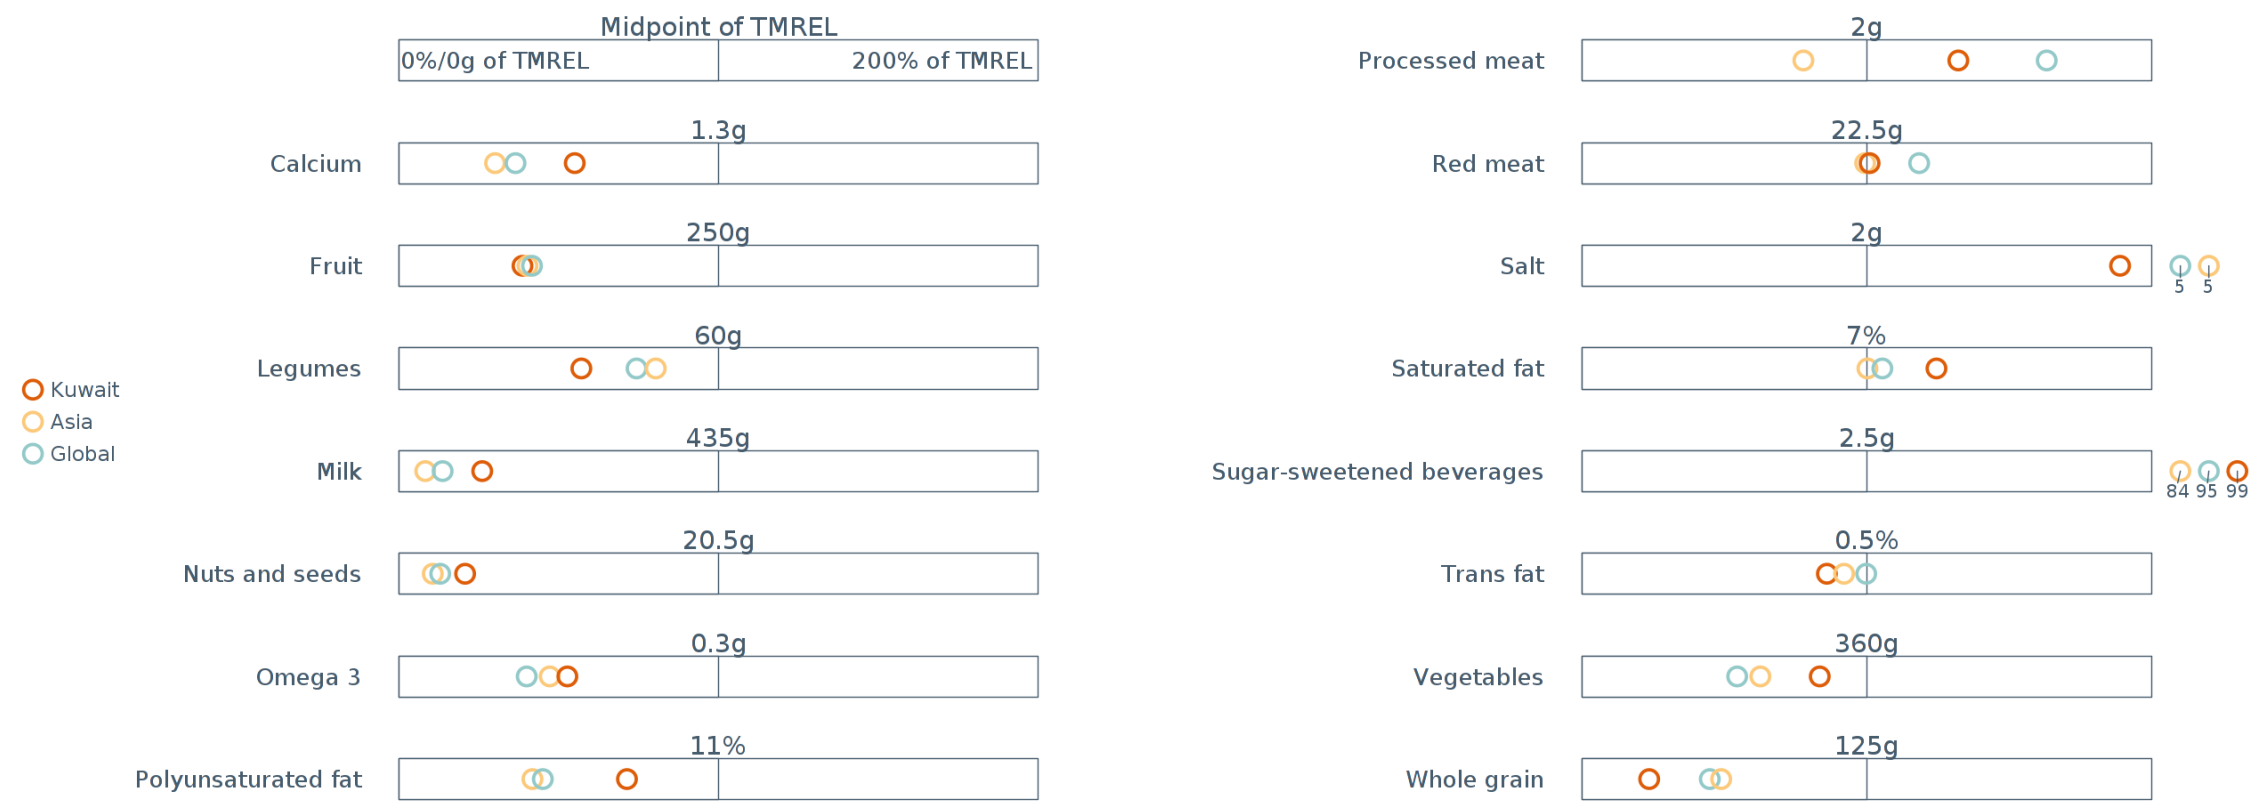 Midpoint of TMREL
0%/0g of TMREL
200% of TMREL
1.3g
Calcium
250g
Fruit
60g
Legumes
435g
Milk
20.5g
Nuts and seeds
0.3g
Omega 3
11%
Polyunsaturated fat
Kuwait
Asia
Global
2g
Processed meat
22.5g
Red meat
2g
Salt
5 5
7%
Saturated fat
2.5g
Sugar-sweetened beverages
84 95 99
0.5%
Trans fat
360g
Vegetables
125g
Whole grain